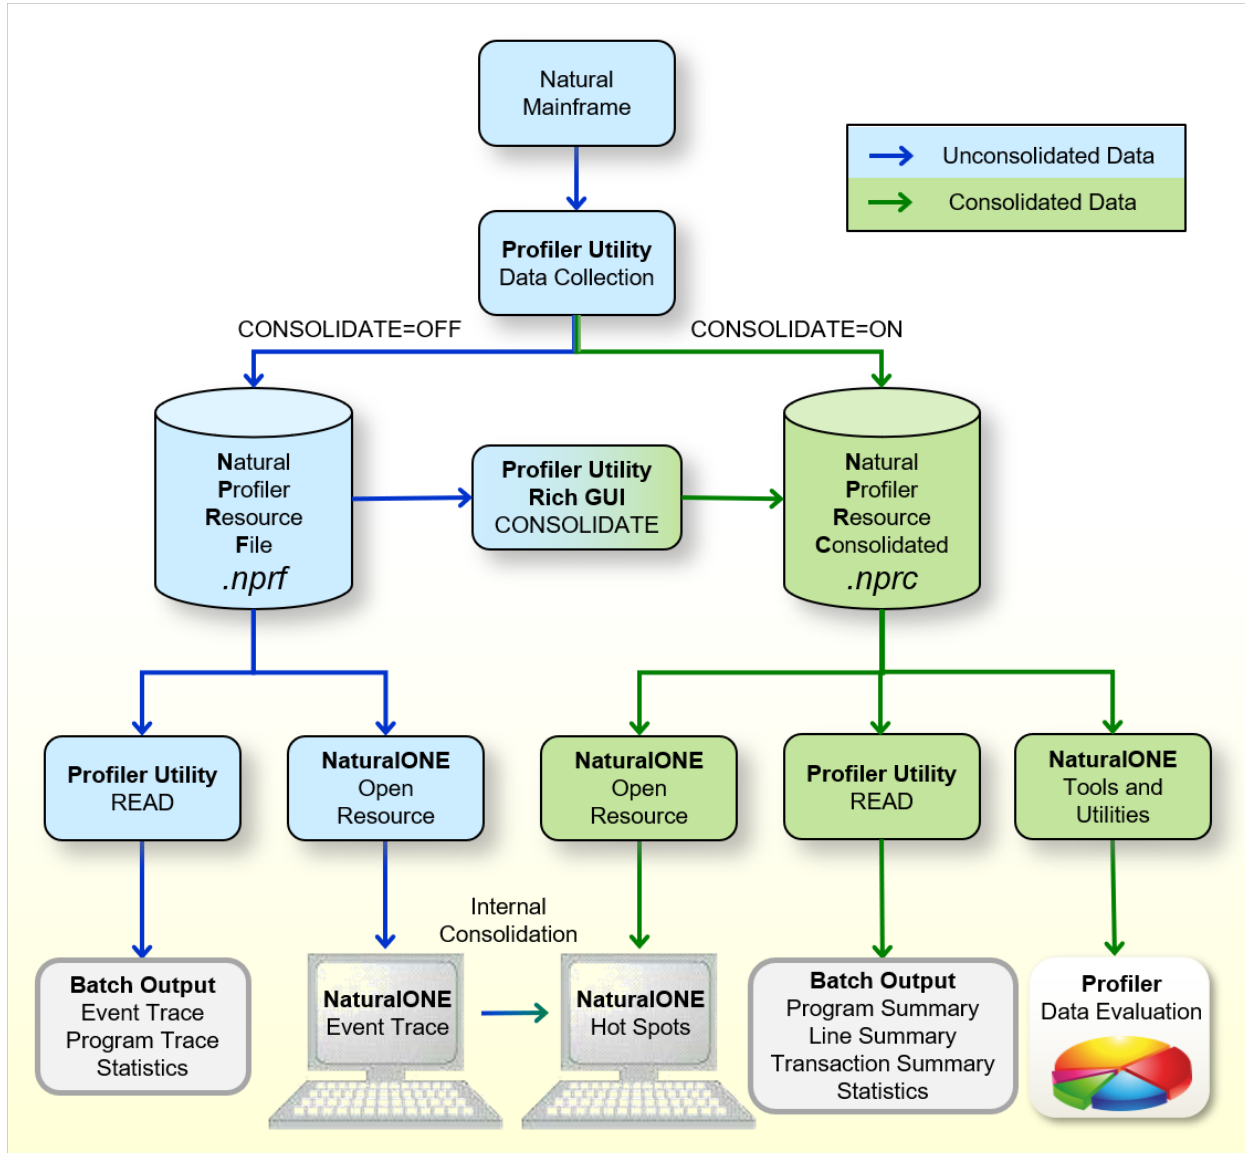 Natural
Mainframe
Unconsolidated Data
Consolidated Data
Profiler Utility
Data Collection
CONSOLIDATE=OFF
CONSOLIDATE=ON
Natural
Profiler
Resource
File
.nprf
Profiler Utility
Rich GUI
CONSOLIDATE
Natural
Profiler
Resource
Consolidated
.nprc
Profiler Utility
READ
NaturalONE
Open
Resource
NaturalONE
Open
Resource
Profiler Utility
READ
NaturalONE
Tools and
Utilities
Internal
Consolidation
Batch Output
Event Trace
Program Trace
Statistics
NaturalONE
Event Trace
NaturalONE
Hot Spots
Batch Output
Program Summary
Line Summary
Transaction Summary
Statistics
Profiler
Data Evaluation